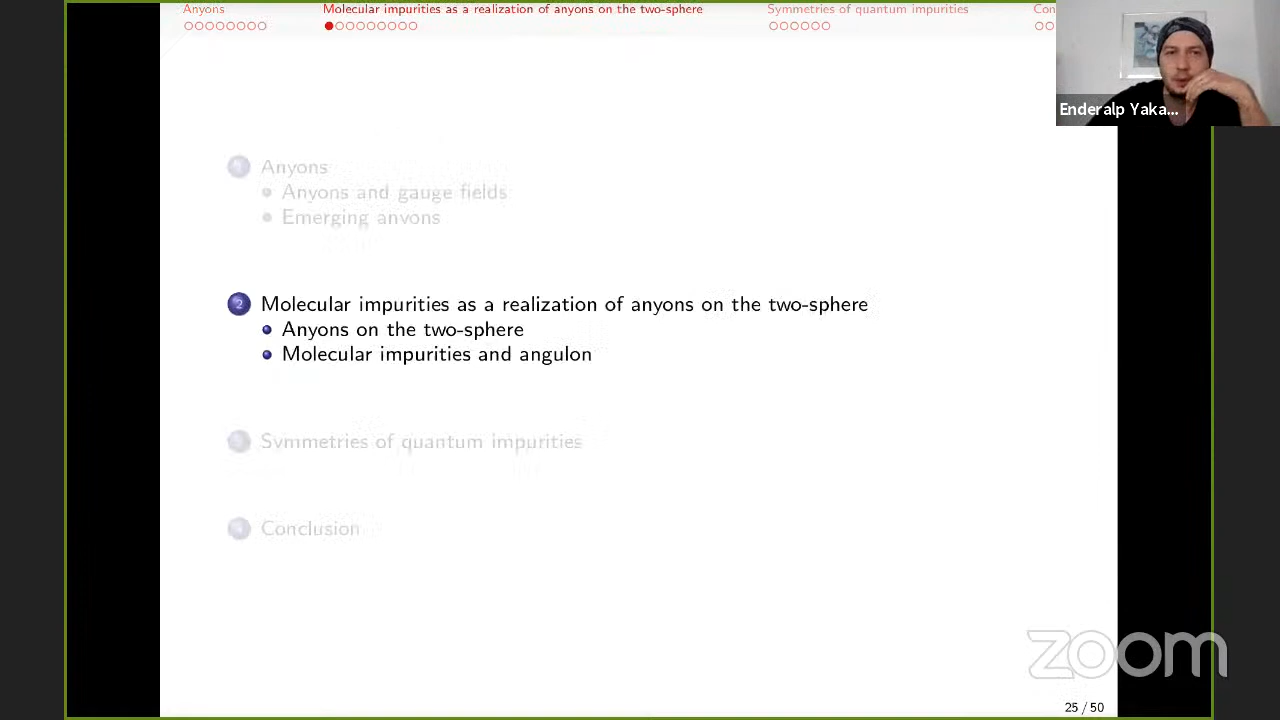 Anyons
Molecular impurities as a realization of anyons on the two-sphere
Symmetries of quantum impurities
Con
Enderalp Yaka...
1 Anyons
Anyons and gauge fields
Emerging anyons
2 Molecular impurities as a realization of anyons on the two-sphere
Anyons on the two-sphere
Molecular impurities and angulon
3 Symmetries of quantum impurities
4 Conclusion
zoom
25 / 50